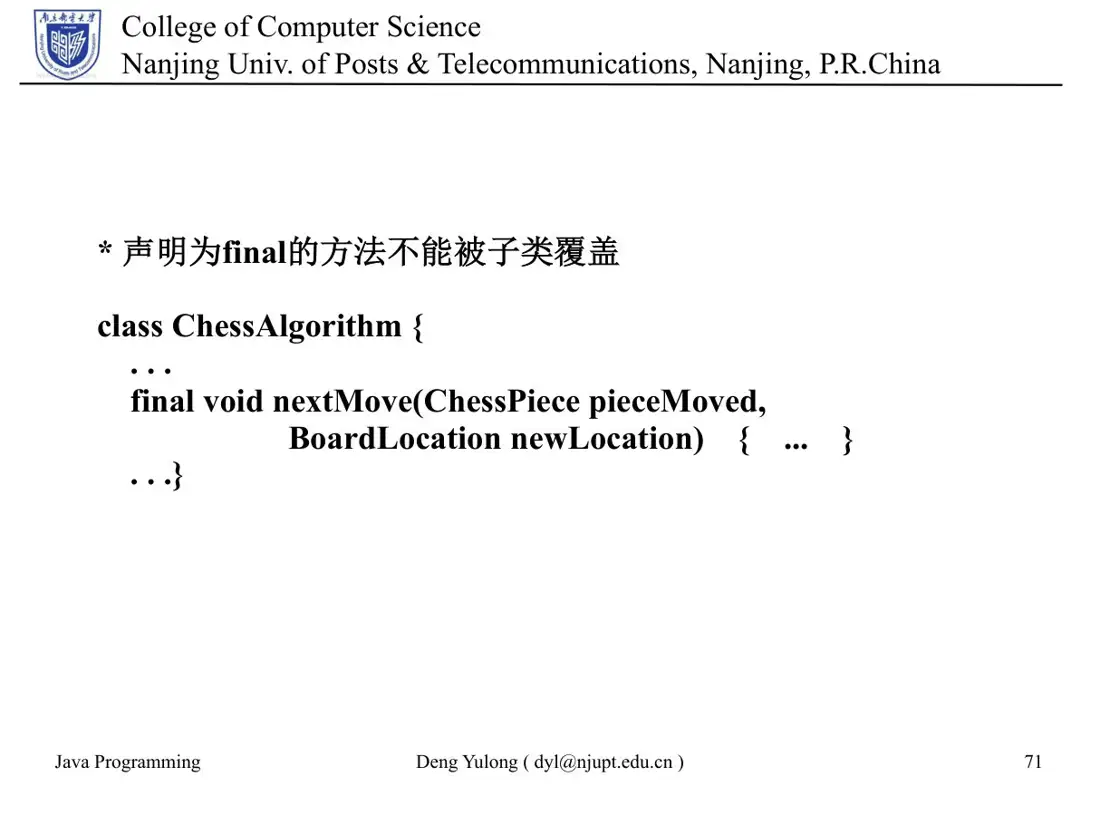 College of Computer Science
Nanjing Univ. of Posts & Telecommunications, Nanjing, P.R.China
* 声明为final的方法不能被子类覆盖
class ChessAlgorithm {
. . .
final void nextMove(ChessPiece pieceMoved,
BoardLocation newLocation) { ... }
. . .}
Java Programming
Deng Yulong ( dyl@njupt.edu.cn )
71